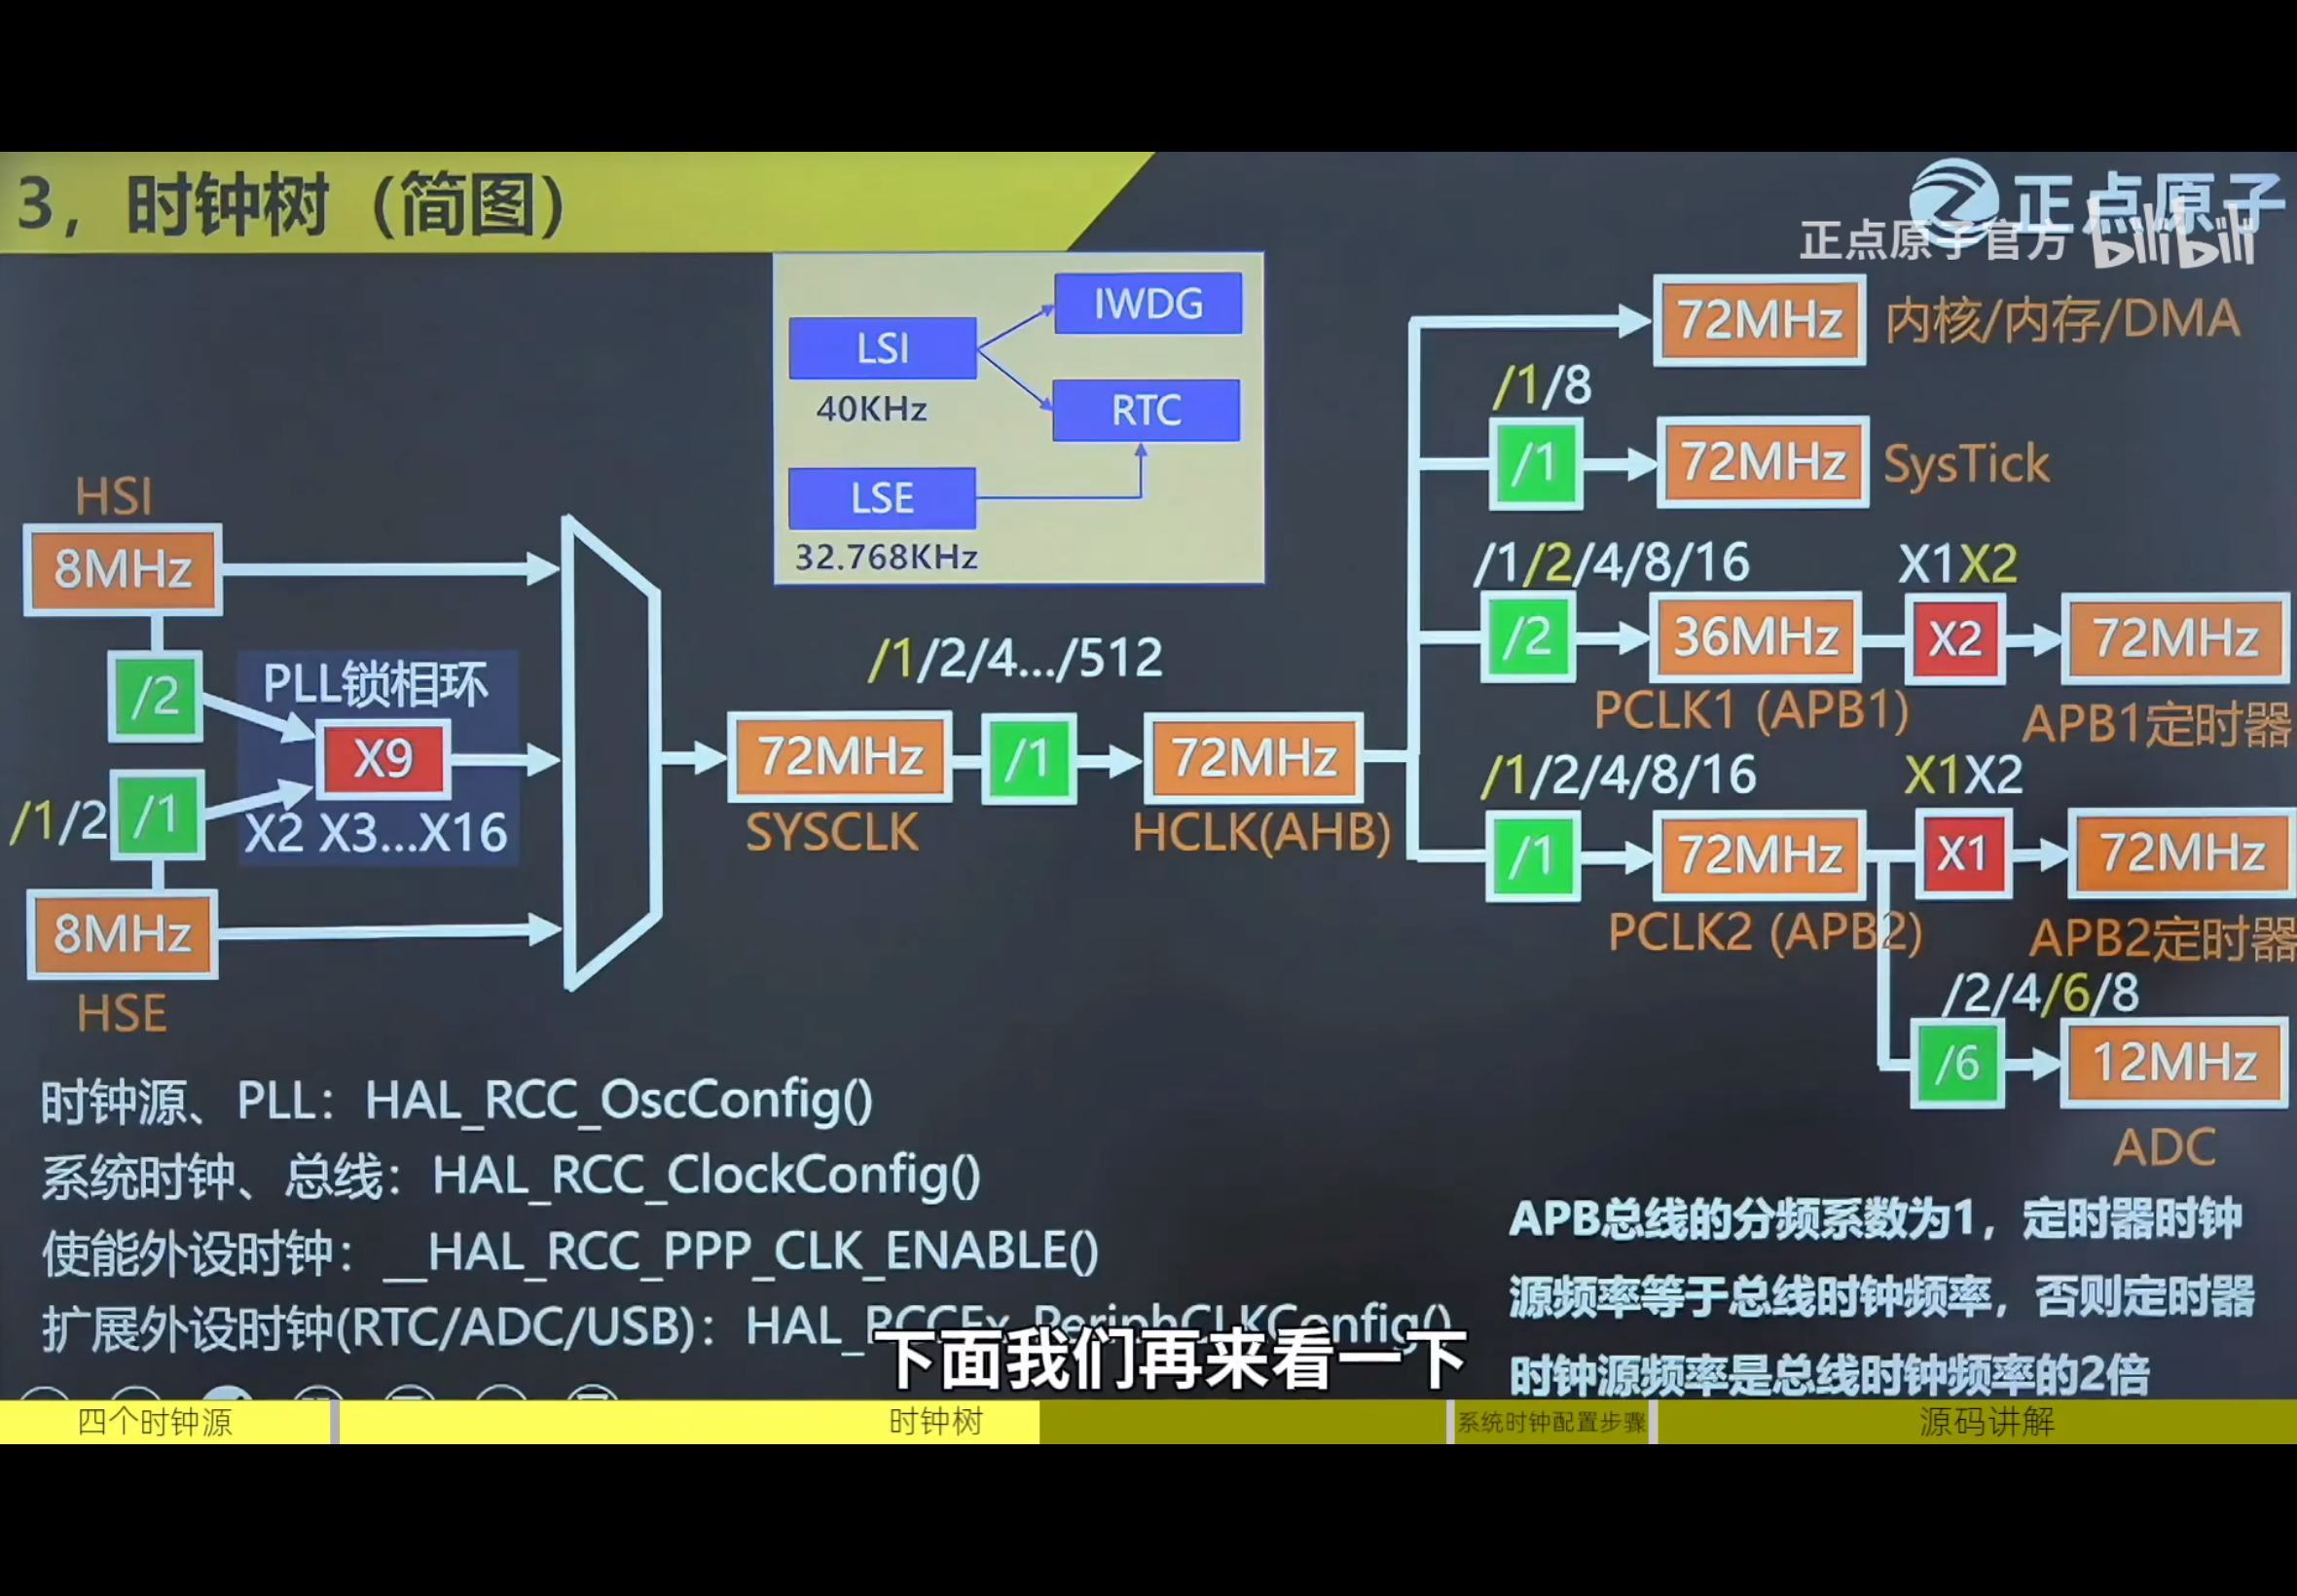 3，时钟树（简图）
正点原子
正点原子官方 bilibili
LSI
40KHz
IWDG
RTC
LSE
32.768KHz
HSI
8MHz
/2
PLL锁相环
X9
X2 X3...X16
/1/2
/1
8MHz
HSE
72MHz
SYSCLK
/1/2/4.../512
/1
72MHz
HCLK(AHB)
72MHz
内核/内存/DMA
/1/8
/1
72MHz
SysTick
/1/2/4/8/16
/2
36MHz
PCLK1 (APB1)
X1X2
X2
72MHz
APB1定时器
/1/2/4/8/16
/1
72MHz
PCLK2 (APB2)
X1X2
X1
72MHz
APB2定时器
/2/4/6/8
/6
12MHz
ADC
时钟源、PLL：HAL_RCC_OscConfig()
系统时钟、总线：HAL_RCC_ClockConfig()
使能外设时钟：__HAL_RCC_PPP_CLK_ENABLE()
扩展外设时钟(RTC/ADC/USB)：HAL_RCCEx_PeriphCLKConfig()
APB总线的分频系数为1，定时器时钟
源频率等于总线时钟频率，否则定时器
时钟源频率是总线时钟频率的2倍
下面我们再来看一下
四个时钟源
时钟树
系统时钟配置步骤
源码讲解